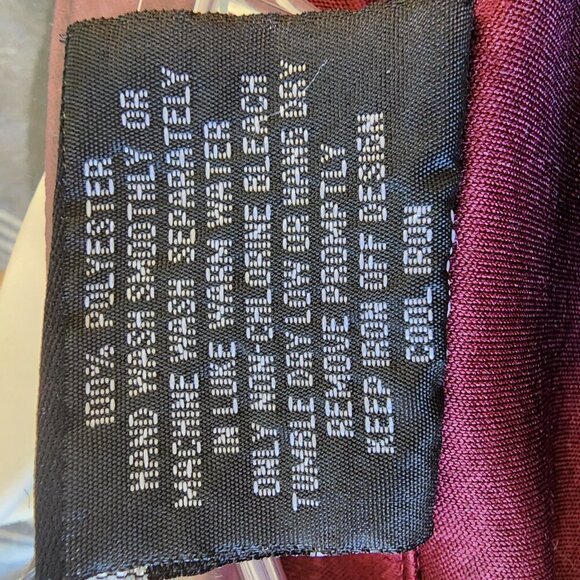 100% POLYESTER
HAND WASH SMOOTHLY OR
MACHINE WASH SEPARATELY
IN LUKE WARM WATER
ONLY NON-CHLORINE BLEACH
TUMBLE DRY LOW OR HAND DRY
REMOVE PROMPTLY
KEEP IRON OFF DESIGN
COOL IRON